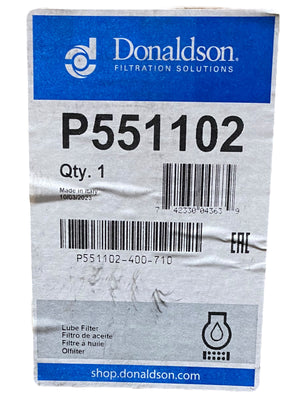 Donaldson.
FILTRATION SOLUTIONS
P551102
Qty. 1
Made in Italy
10/03/2023
7 42330 04363 9
P551102-400-710
EAC
Lube Filter
Filtro de aceite
Filtre à huile
Ölfilter
shop.donaldson.com